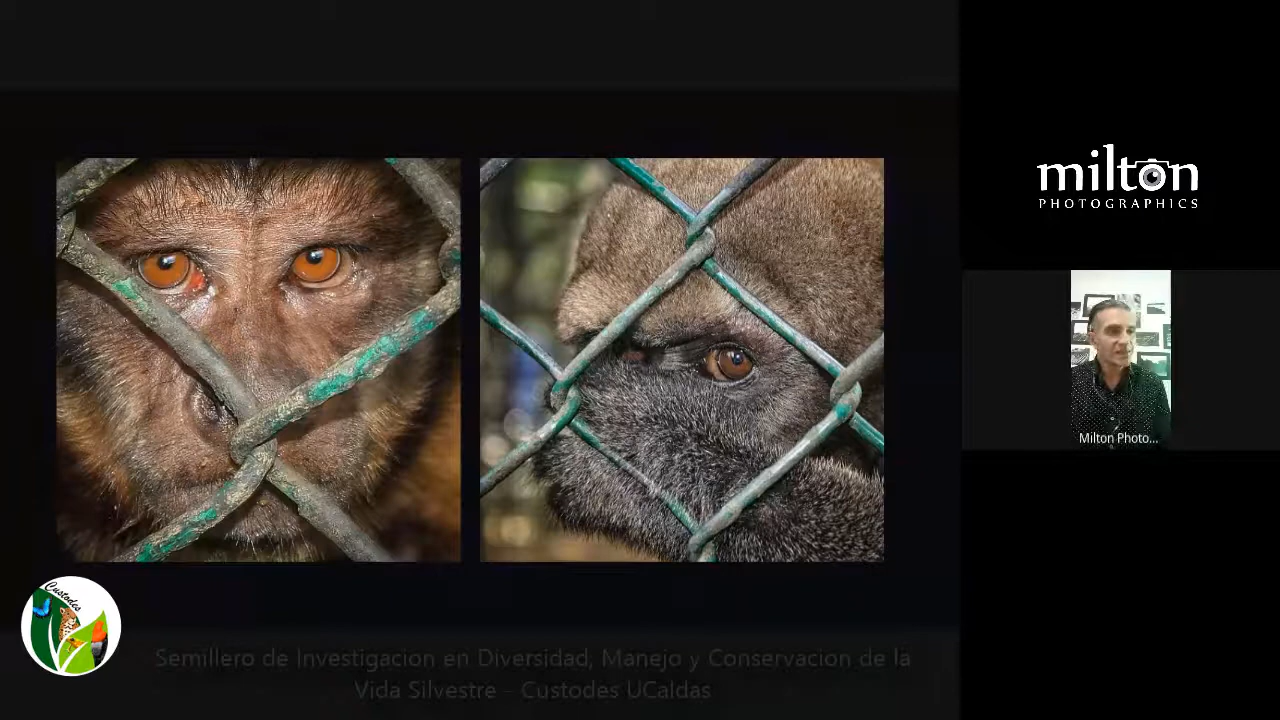 milton
PHOTOGRAPHICS
Milton Photo...
Custodes
Semillero de Investigacion en Diversidad, Manejo y Conservacion de la
Vida Silvestre - Custodes UCaldas